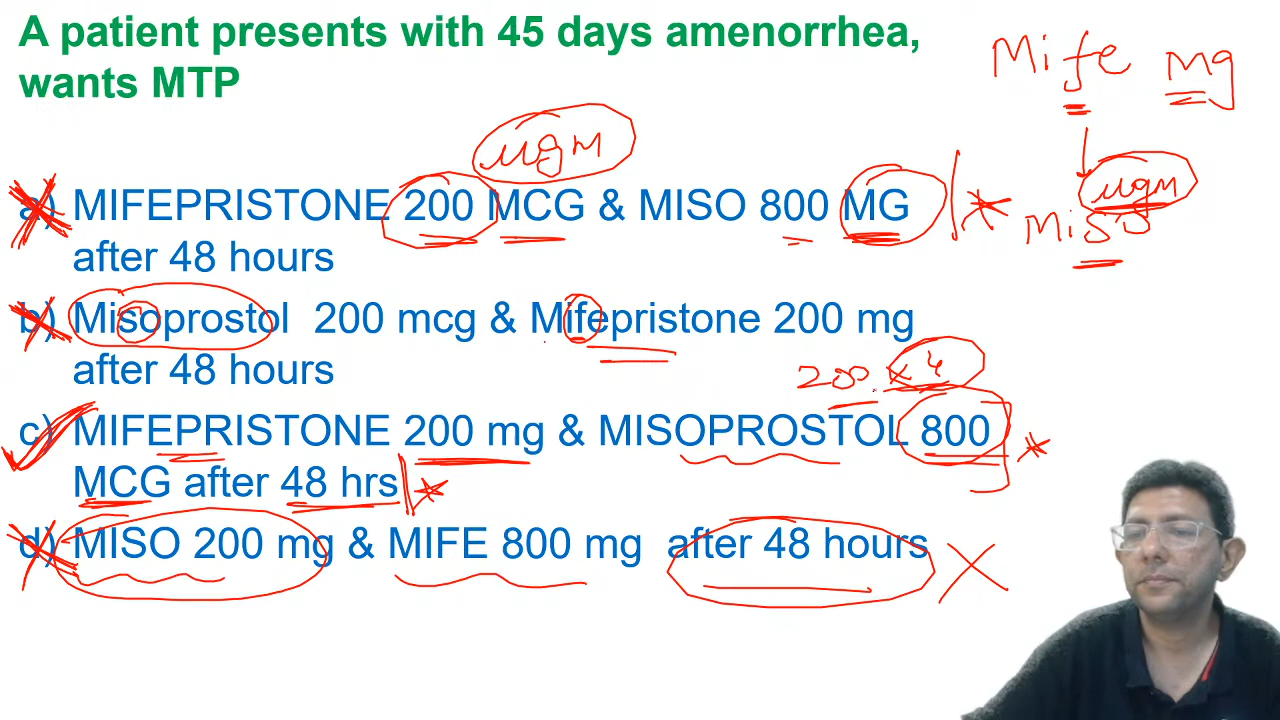 A patient presents with 45 days amenorrhea,
wants MTP
Mife mg
μgm
μgm
Miso
a) MIFEPRISTONE 200 MCG & MISO 800 MG
after 48 hours
b) Misoprostol 200 mcg & Mifepristone 200 mg
after 48 hours
200 x 4
c) MIFEPRISTONE 200 mg & MISOPROSTOL 800
MCG after 48 hrs
d) MISO 200 mg & MIFE 800 mg after 48 hours